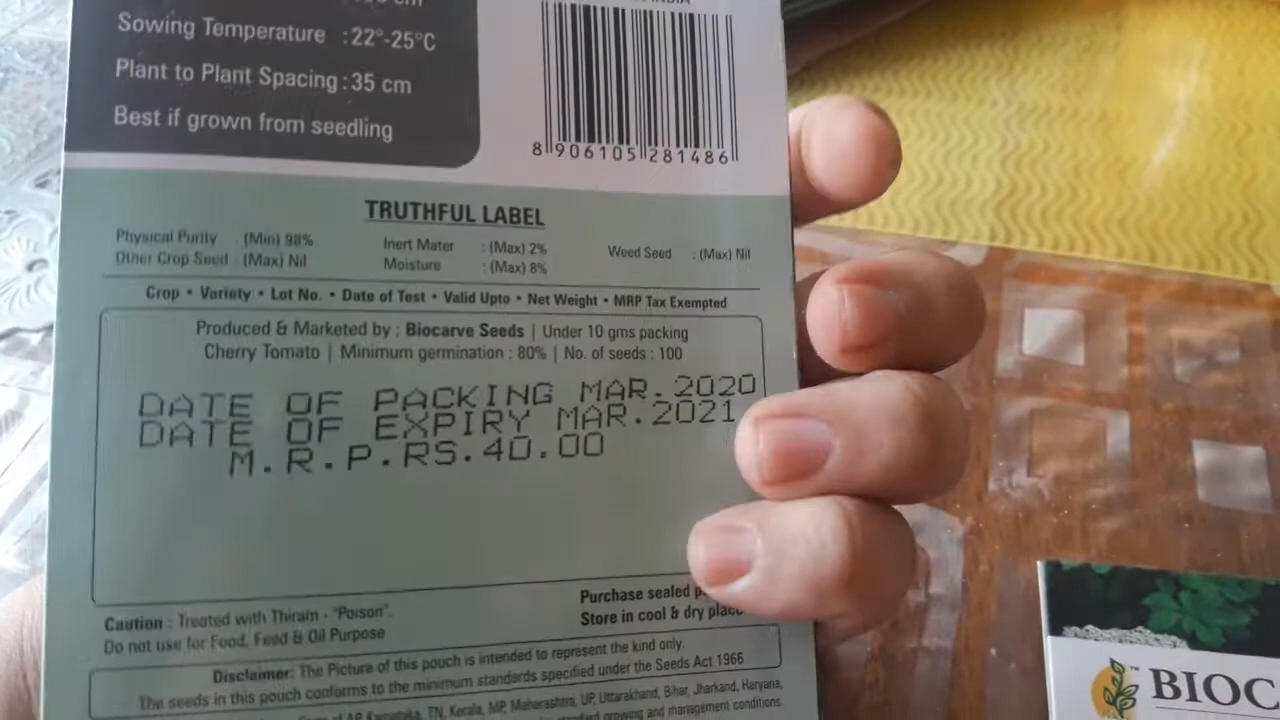 Sowing Temperature : 22°-25°C
Plant to Plant Spacing : 35 cm
Best if grown from seedling
8 906105 281486
TRUTHFUL LABEL
Physical Purity : (Min) 98% Inert Mater : (Max) 2% Weed Seed : (Max) Nil
Other Crop Seed : (Max) Nil Moisture : (Max) 8%
Crop • Variety • Lot No. • Date of Test • Valid Upto • Net Weight • MRP Tax Exempted
Produced & Marketed by : Biocarve Seeds | Under 10 gms packing
Cherry Tomato | Minimum germination : 80% | No. of seeds : 100
DATE OF PACKING MAR.2020
DATE OF EXPIRY MAR.2021
M.R.P.RS.40.00
Caution : Treated with Thiram - "Poison".
Do not use for Food, Feed & Oil Purpose
Purchase sealed
Store in cool & dry place
Disclaimer: The Picture of this pouch is intended to represent the kind only.
The seeds in this pouch conforms to the minimum standards specified under the Seeds Act 1966
AP, Karnateka, TN, Kerala, MP, Maharashtra, UP, Uttarakhand, Bihar, Jharkand, Haryana,
growing and management conditions.
BIOC